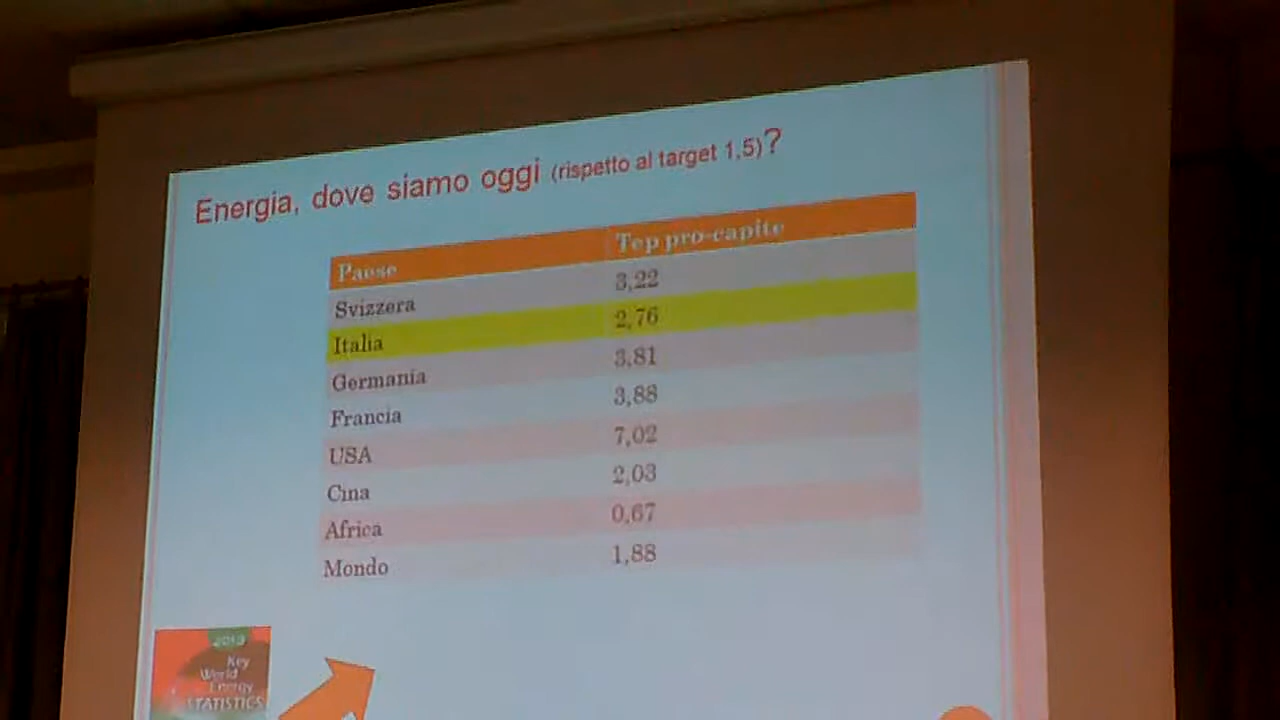 Energia, dove siamo oggi (rispetto al target 1,5)?
Paese Tep pro-capite
Svizzera 3,22
Italia 2,76
Germania 3,81
Francia 3,88
USA 7,02
Cina 2,03
Africa 0,67
Mondo 1,88
2013
Key
World
Energy
STATISTICS